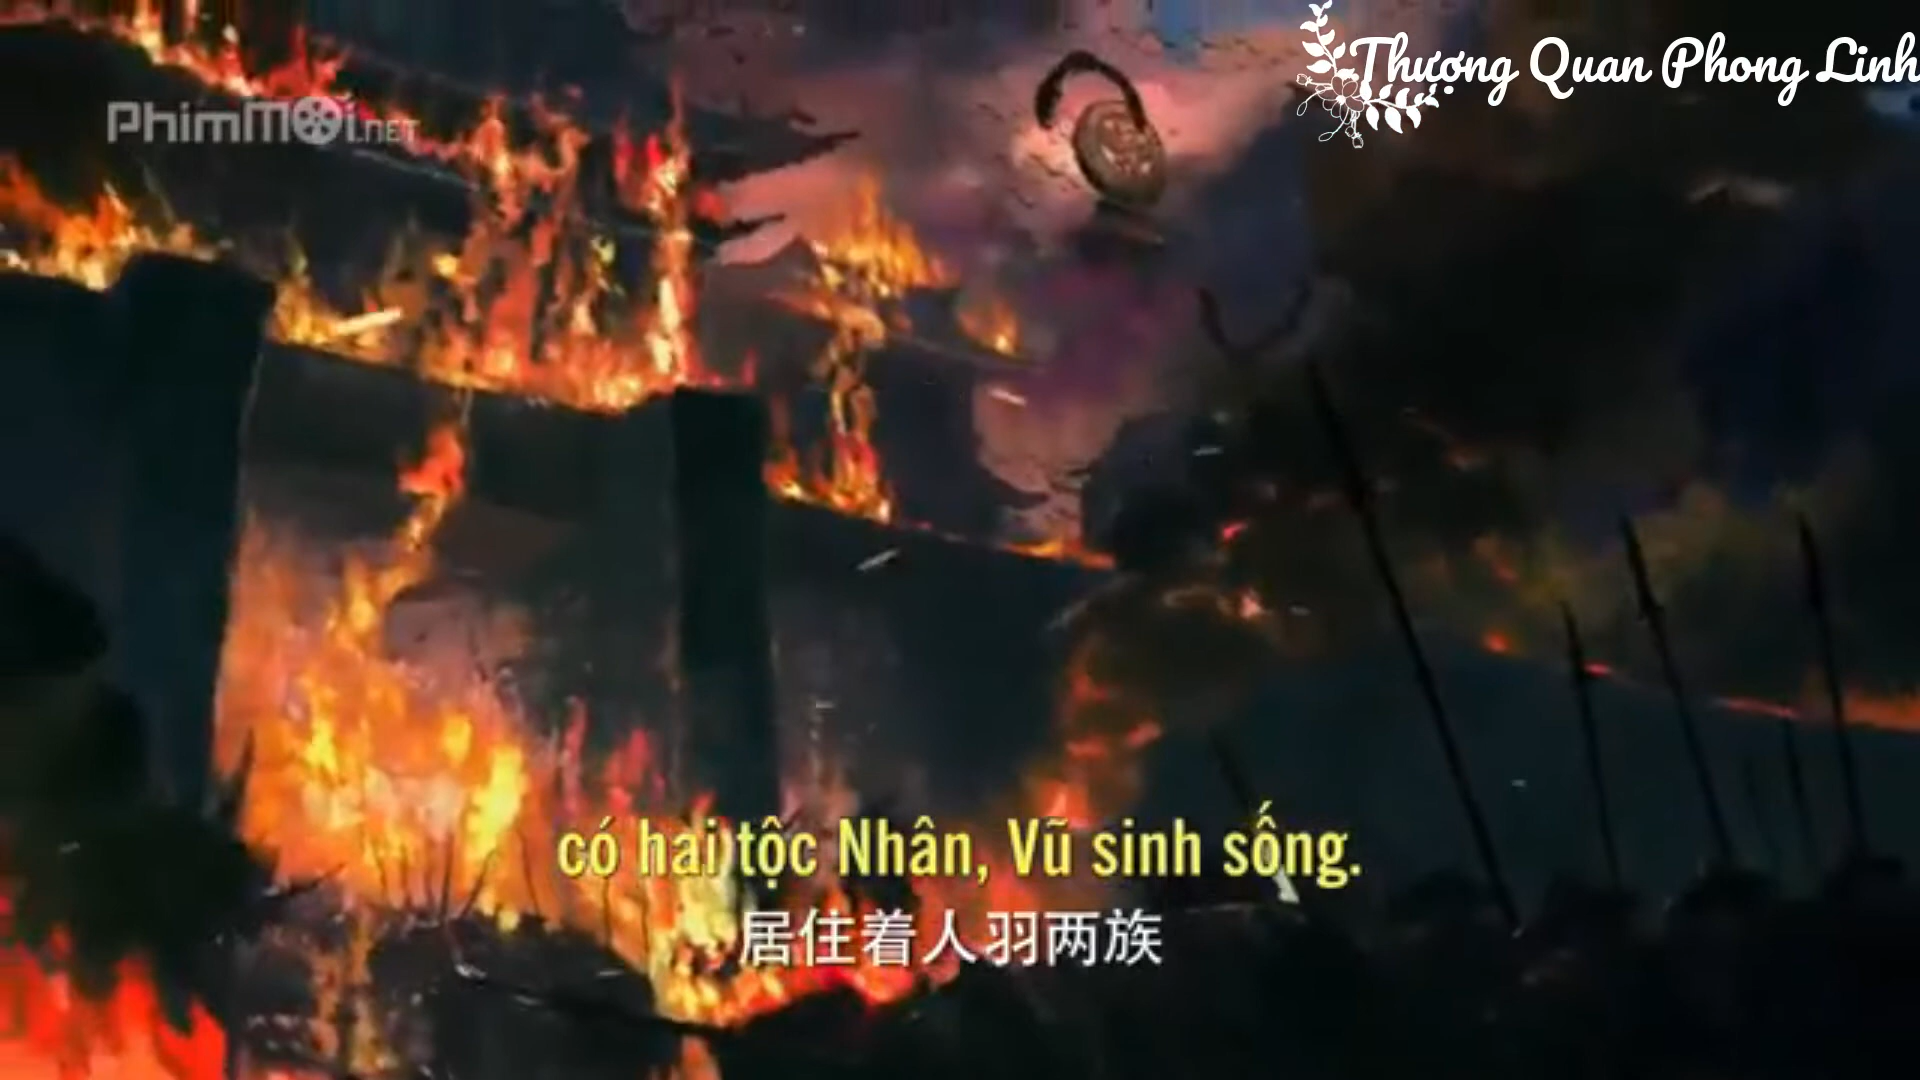 Thượng Quan Phong Linh
PhimMới.NET
có hai tộc Nhân, Vũ sinh sống.
居住着人羽两族